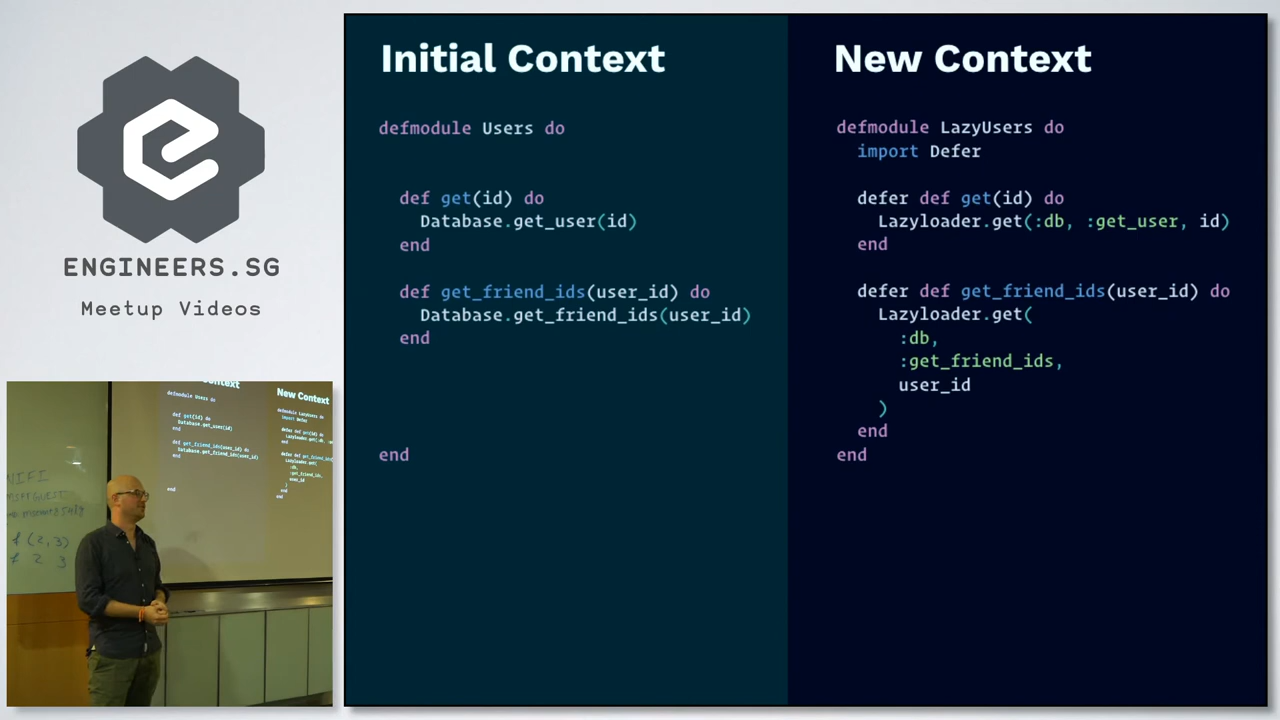 ENGINEERS.SG
Meetup Videos
Initial Context
defmodule Users do
def get(id) do
Database.get_user(id)
end
def get_friend_ids(user_id) do
Database.get_friend_ids(user_id)
end
end
New Context
defmodule LazyUsers do
import Defer
defer def get(id) do
Lazyloader.get(:db, :get_user, id)
end
defer def get_friend_ids(user_id) do
Lazyloader.get(
:db,
:get_friend_ids,
user_id
)
end
end